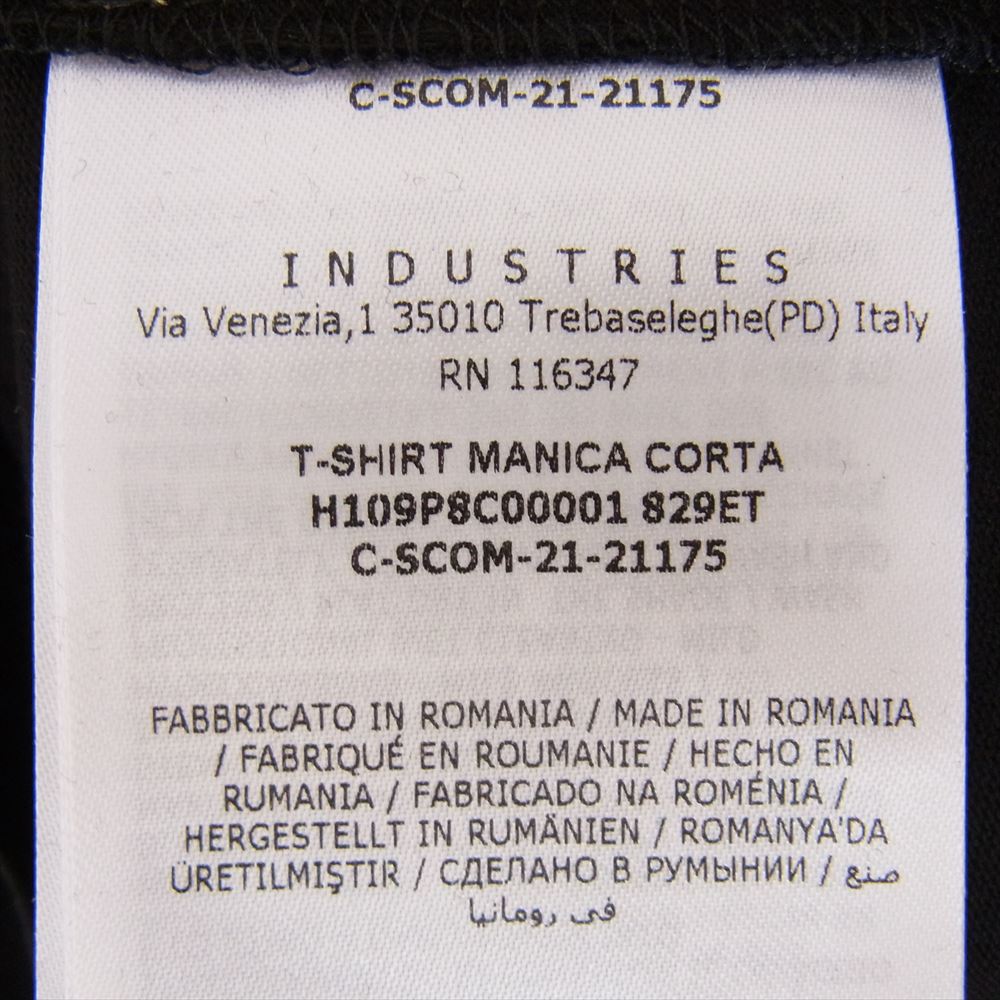 C-SCOM-21-21175
INDUSTRIES
Via Venezia,1 35010 Trebaseleghe(PD) Italy
RN 116347
T-SHIRT MANICA CORTA
H109P8C00001 829ET
C-SCOM-21-21175
FABBRICATO IN ROMANIA / MADE IN ROMANIA
/ FABRIQUÉ EN ROUMANIE / HECHO EN
RUMANIA / FABRICADO NA ROMÉNIA /
HERGESTELLT IN RUMÄNIEN / ROMANYA'DA
ÜRETILMIŞTIR / СДЕЛАНО В РУМЫНИИ / صنع
في رومانيا